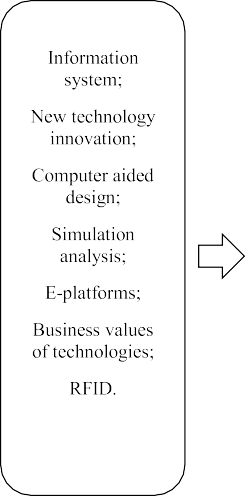 Information
system;
New technology
innovation;
Computer aided
design;
Simulation
analysis;
E-platforms;
Business values
of technologies;
RFID.